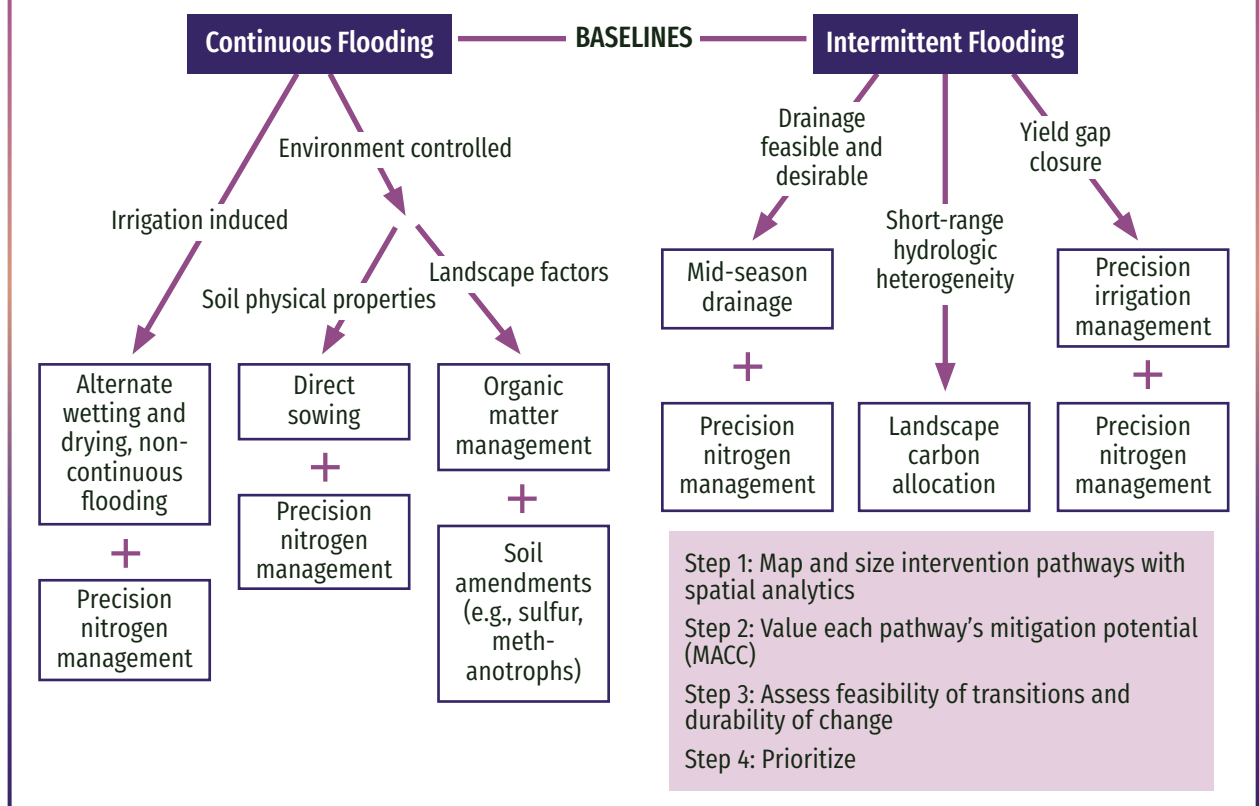 Continuous Flooding
BASELINES
Intermittent Flooding
Environment controlled
Irrigation induced
Soil physical properties
Landscape factors
Drainage
feasible and
desirable
Short-range
hydrologic
heterogeneity
Yield gap
closure
Alternate
wetting and
drying, non-
continuous
flooding
+
Precision
nitrogen
management
Direct
sowing
+
Precision
nitrogen
management
Organic
matter
management
+
Soil
amendments
(e.g., sulfur,
meth-
anotrophs)
Mid-season
drainage
+
Precision
nitrogen
management
Landscape
carbon
allocation
Precision
irrigation
management
+
Precision
nitrogen
management
Step 1: Map and size intervention pathways with
spatial analytics
Step 2: Value each pathway’s mitigation potential
(MACC)
Step 3: Assess feasibility of transitions and
durability of change
Step 4: Prioritize